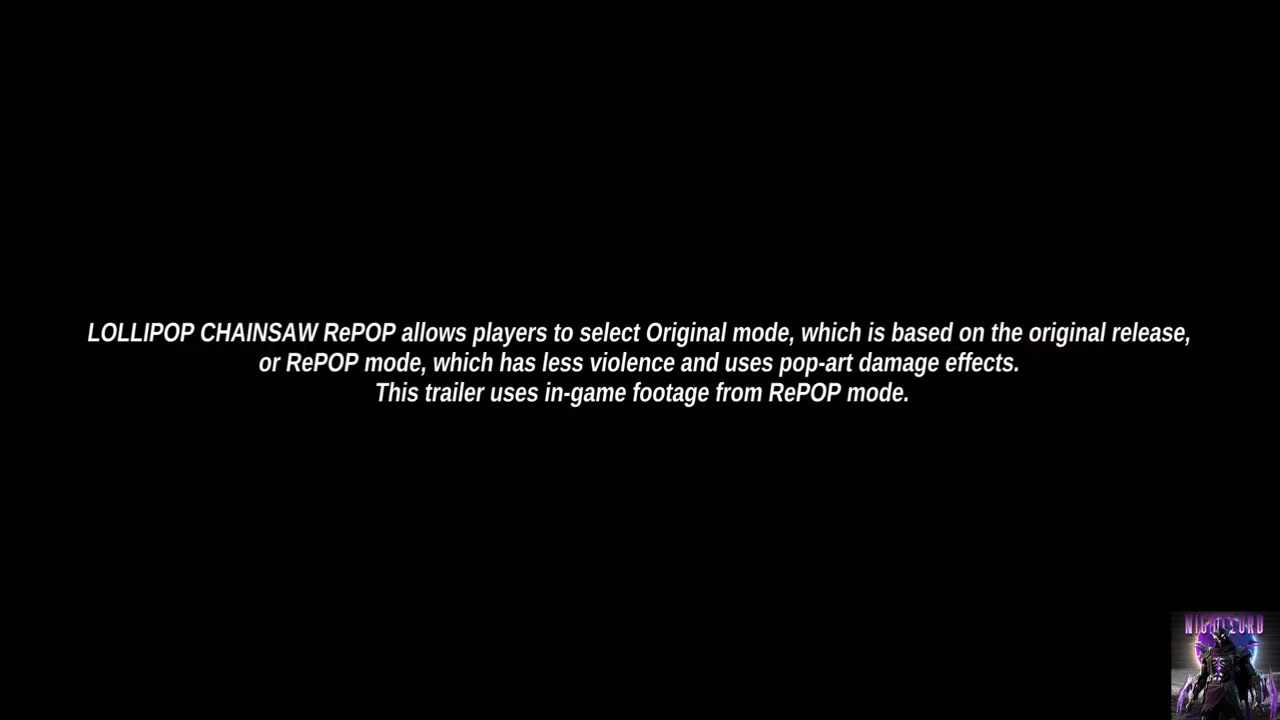 LOLLIPOP CHAINSAW RePOP allows players to select Original mode, which is based on the original release,
or RePOP mode, which has less violence and uses pop-art damage effects.
This trailer uses in-game footage from RePOP mode.